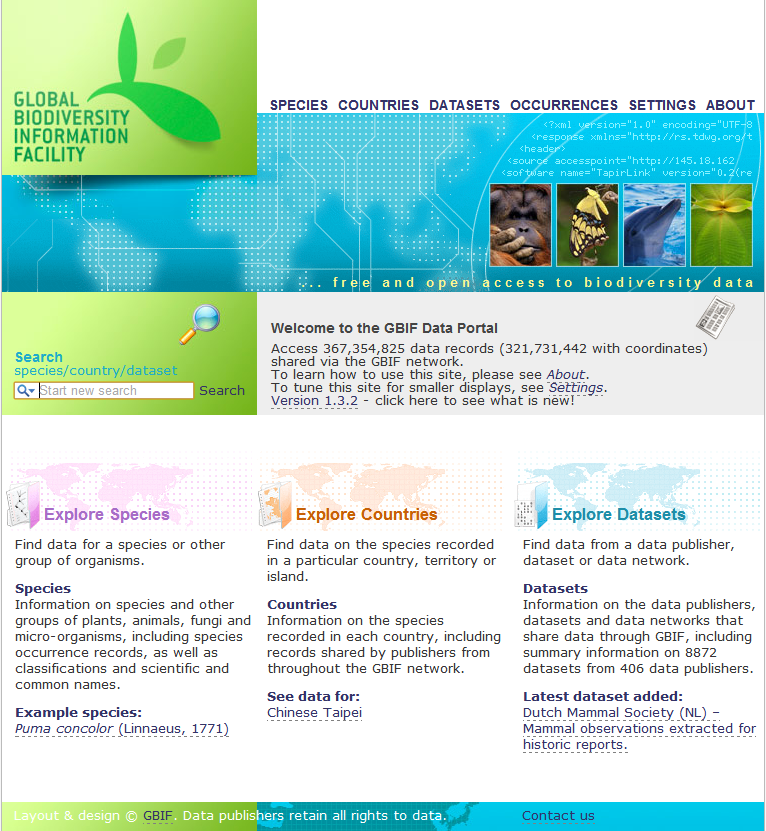 GLOBAL
BIODIVERSITY
INFORMATION
FACILITY
SPECIES COUNTRIES DATASETS OCCURRENCES SETTINGS ABOUT
<?xml version="1.0" encoding="UTF-8
<response xmlns="http://rs.tdwg.org/t
<header>
<source accesspoint="http://145.18.162
<software name="TapirLink" version="0.2(re
... free and open access to biodiversity data
Search
species/country/dataset
Start new search Search
Welcome to the GBIF Data Portal
Access 367,354,825 data records (321,731,442 with coordinates)
shared via the GBIF network.
To learn how to use this site, please see About.
To tune this site for smaller displays, see Settings.
Version 1.3.2 - click here to see what is new!
Explore Species
Find data for a species or other
group of organisms.
Species
Information on species and other
groups of plants, animals, fungi and
micro-organisms, including species
occurrence records, as well as
classifications and scientific and
common names.
Example species:
Puma concolor (Linnaeus, 1771)
Explore Countries
Find data on the species recorded
in a particular country, territory or
island.
Countries
Information on the species
recorded in each country, including
records shared by publishers from
throughout the GBIF network.
See data for:
Chinese Taipei
Explore Datasets
Find data from a data publisher,
dataset or data network.
Datasets
Information on the data publishers,
datasets and data networks that
share data through GBIF, including
summary information on 8872
datasets from 406 data publishers.
Latest dataset added:
Dutch Mammal Society (NL) –
Mammal observations extracted for
historic reports.
Layout & design © GBIF. Data publishers retain all rights to data. Contact us